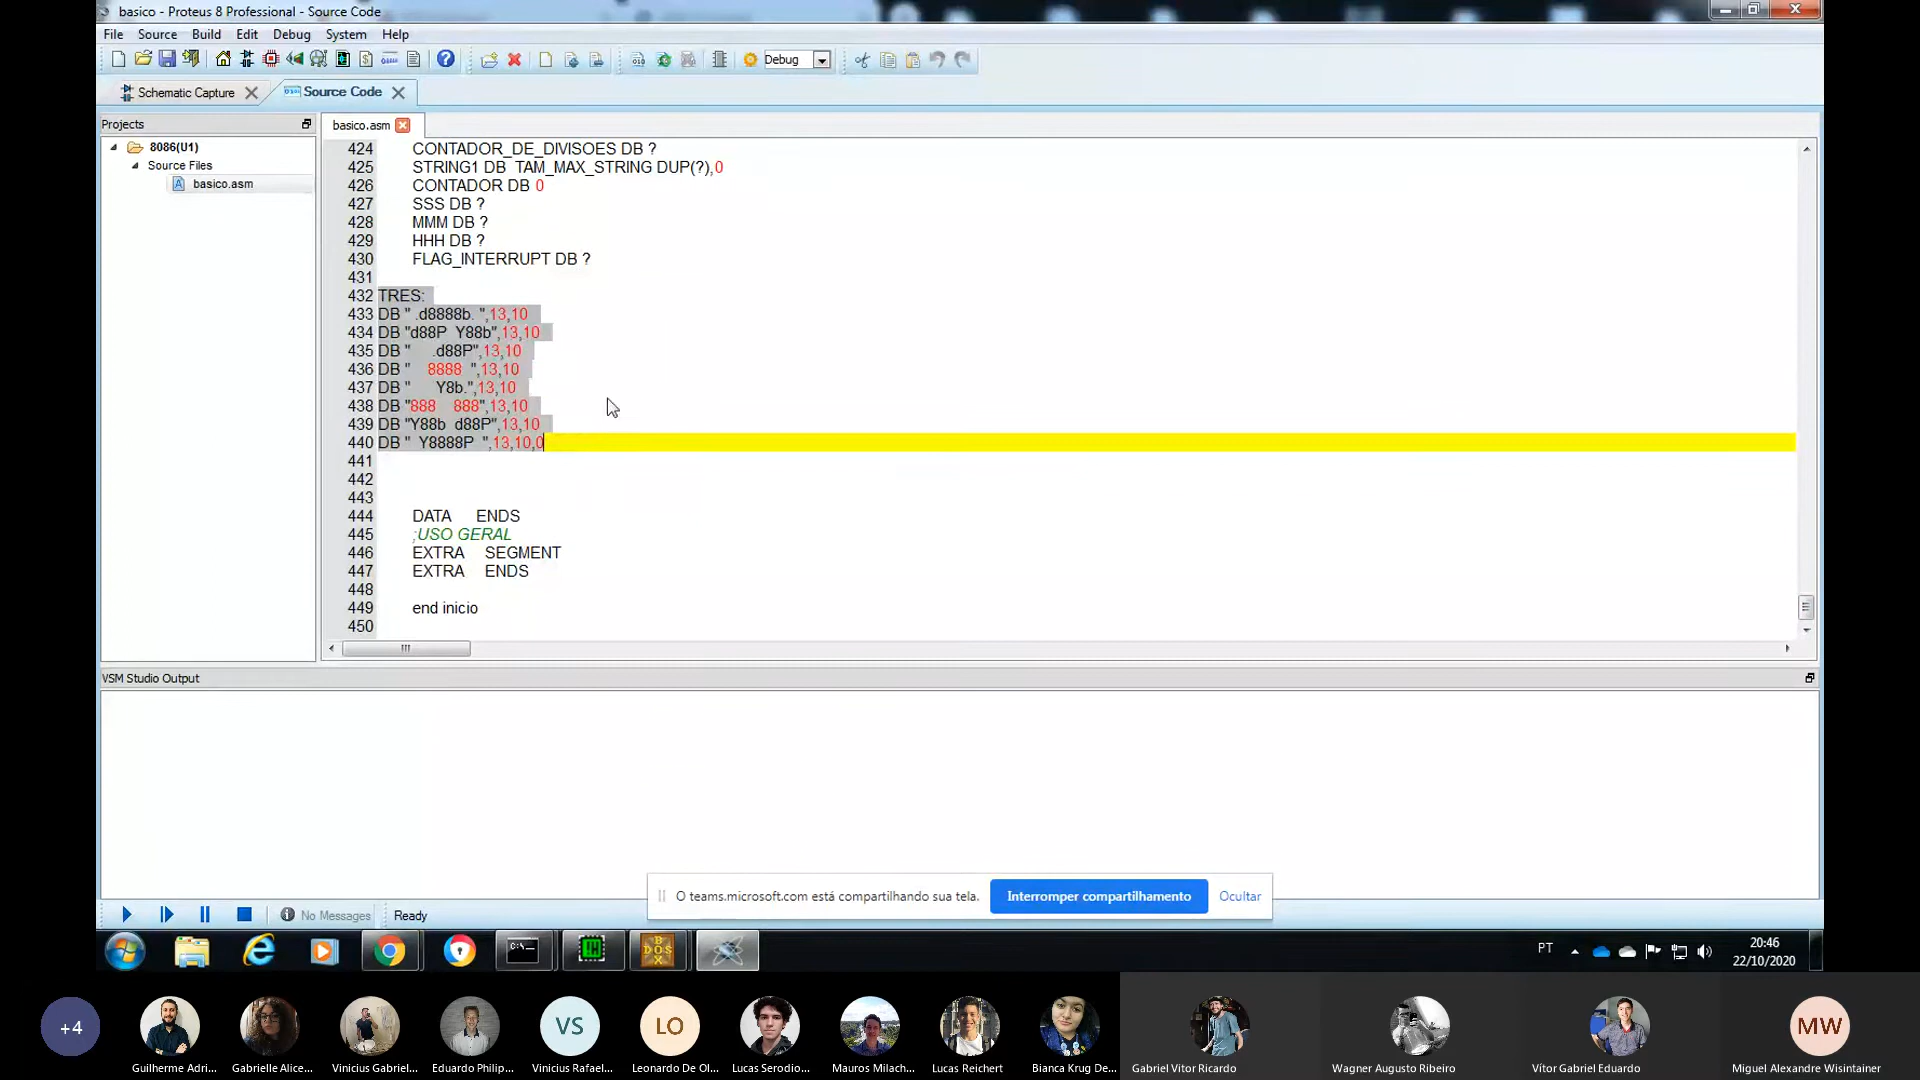 basico - Proteus 8 Professional - Source Code
File Source Build Edit Debug System Help
Debug
Schematic Capture
Source Code
Projects
basico.asm
8086(U1)
Source Files
basico.asm
424 CONTADOR_DE_DIVISOES DB ?
425 STRING1 DB TAM_MAX_STRING DUP(?),0
426 CONTADOR DB 0
427 SSS DB ?
428 MMM DB ?
429 HHH DB ?
430 FLAG_INTERRUPT DB ?
431
432 TRES:
433 DB " .d8888b. ",13,10
434 DB "d88P  Y88b",13,10
435 DB "     .d88P",13,10
436 DB "    8888  ",13,10
437 DB "      Y8b.",13,10
438 DB "888    888",13,10
439 DB "Y88b  d88P",13,10
440 DB "  Y8888P  ",13,10,0
441
442
443
444 DATA ENDS
445 ;USO GERAL
446 EXTRA SEGMENT
447 EXTRA ENDS
448
449 end inicio
450
VSM Studio Output
O teams.microsoft.com está compartilhando sua tela. Interromper compartilhamento Ocultar
No Messages Ready
PT
20:46
22/10/2020
+4
VS
LO
MW
Guilherme Adri...
Gabrielle Alice...
Vinicius Gabriel...
Eduardo Philip...
Vinicius Rafael...
Leonardo De Ol...
Lucas Serodio...
Mauros Milach...
Lucas Reichert
Bianca Krug De...
Gabriel Vitor Ricardo
Wagner Augusto Ribeiro
Vítor Gabriel Eduardo
Miguel Alexandre Wisintainer